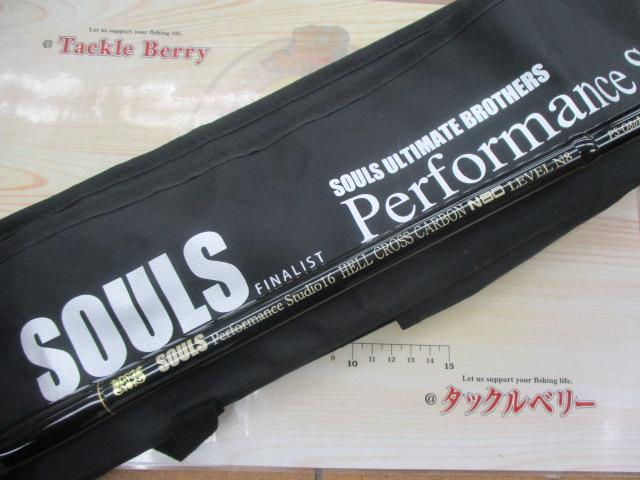 Let us support your fishing life.
@ Tackle Berry
SOULS ULTIMATE BROTHERS
Performance S
SOULS
FINALIST
SOULS Performance Studio16 HELL CROSS CARBON NEO LEVEL N8
9 10 11 12 13 14 15
Let us support your fishing life.
@ タックルベリー